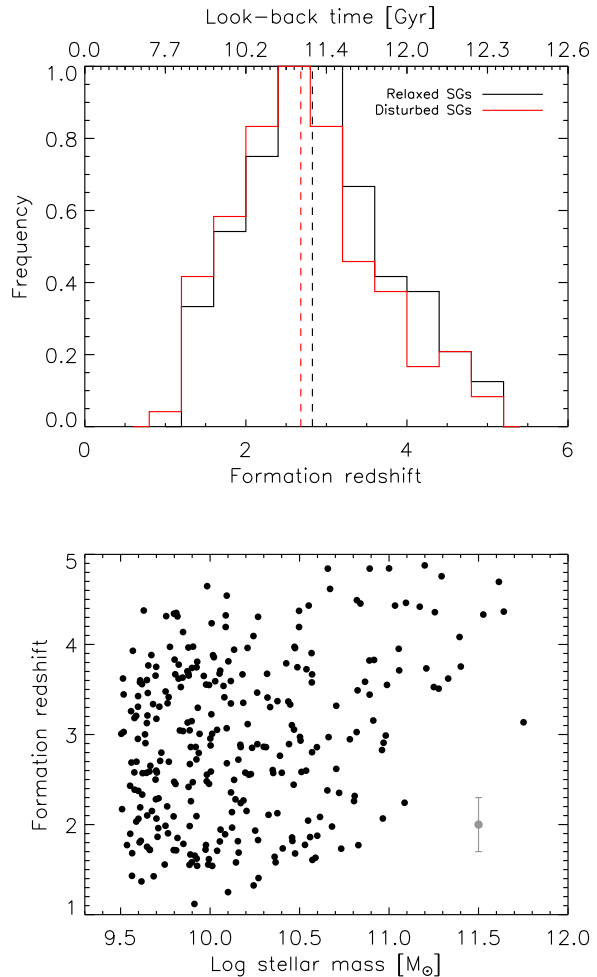 Look-back time [Gyr]
0.0 7.7 10.2 11.4 12.0 12.3 12.6
1.0
Relaxed SGs
Disturbed SGs
0.8
0.6
0.4
0.2
0.0
Frequency
0 2 4 6
Formation redshift
5
4
3
2
1
Formation redshift
9.5 10.0 10.5 11.0 11.5 12.0
Log stellar mass [M⊙]